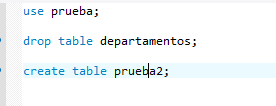 use prueba;
drop table departamentos;
create table prueba2;